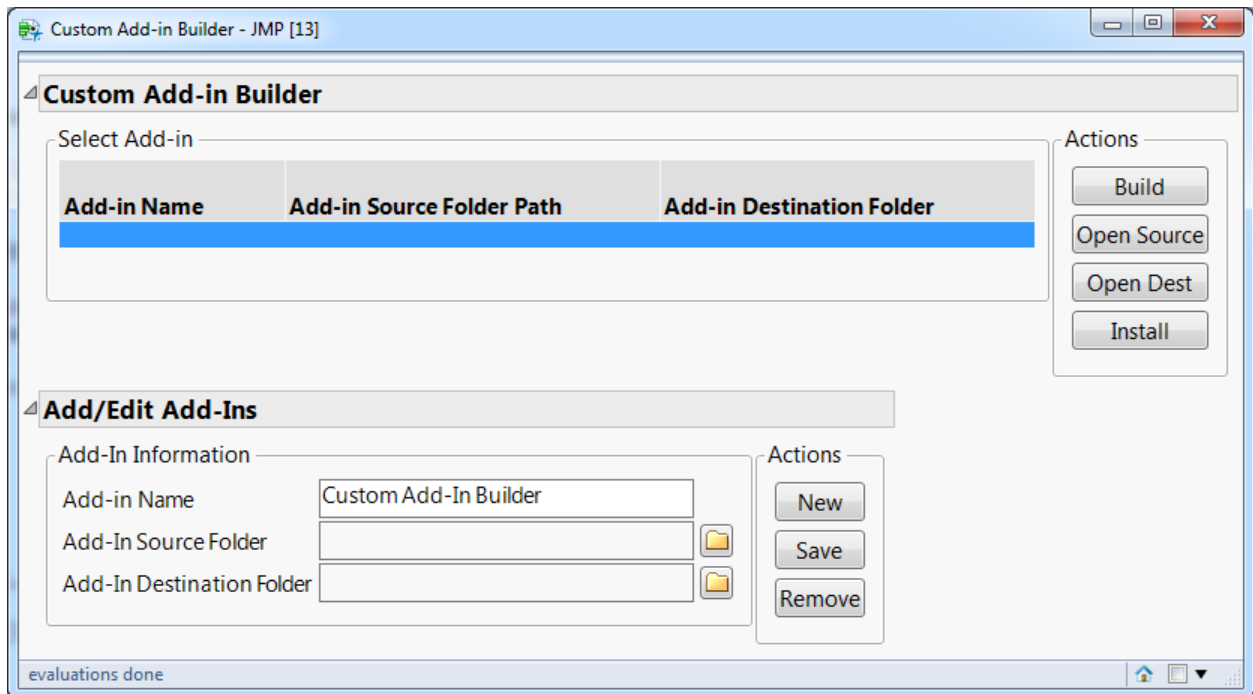 Custom Add-in Builder - JMP [13]
Custom Add-in Builder
Select Add-in
Actions
Add-in Name Add-in Source Folder Path Add-in Destination Folder
Build
Open Source
Open Dest
Install
Add/Edit Add-Ins
Add-In Information
Actions
Add-in Name Custom Add-In Builder
Add-In Source Folder
Add-In Destination Folder
New
Save
Remove
evaluations done